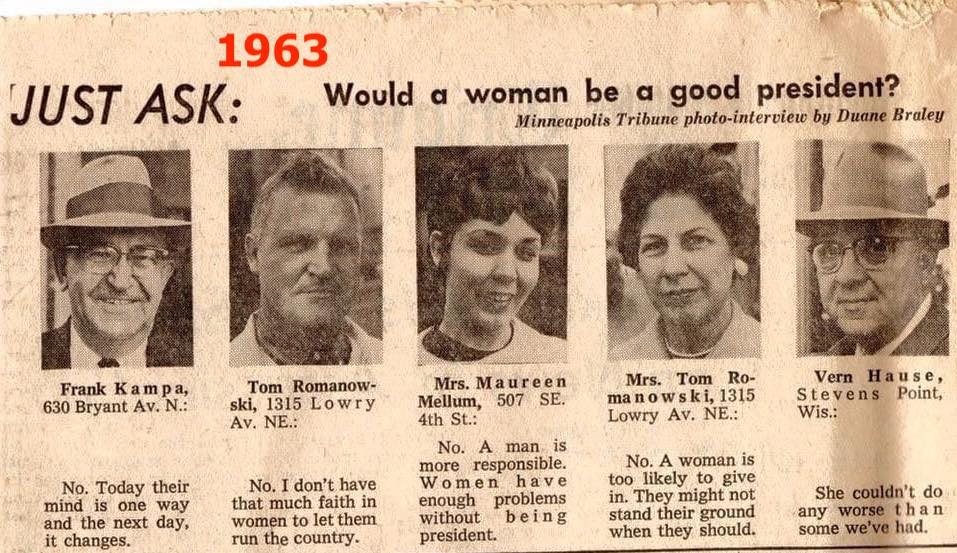 1963
JUST ASK:
Would a woman be a good president?
Minneapolis Tribune photo-interview by Duane Braley
Frank Kampa,
630 Bryant Av. N.:
No. Today their
mind is one way
and the next day,
it changes.
Tom Romanow-
ski, 1315 Lowry
Av. NE.:
No. I don't have
that much faith in
women to let them
run the country.
Mrs. Maureen
Mellum, 507 SE.
4th St.:
No. A man is
more responsible.
Women have
enough problems
without being
president.
Mrs. Tom Ro-
manowski, 1315
Lowry Av. NE.:
No. A woman is
too likely to give
in. They might not
stand their ground
when they should.
Vern Hause,
Stevens Point,
Wis.:
She couldn't do
any worse than
some we've had.